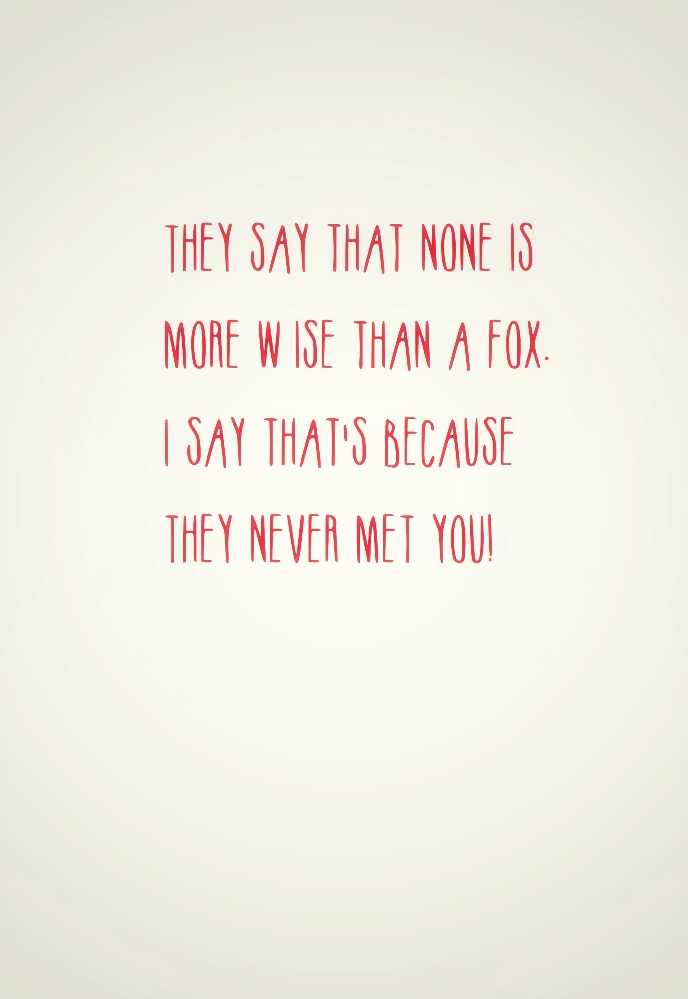 THEY SAY THAT NONE IS
MORE WISE THAN A FOX.
I SAY THAT'S BECAUSE
THEY NEVER MET YOU!